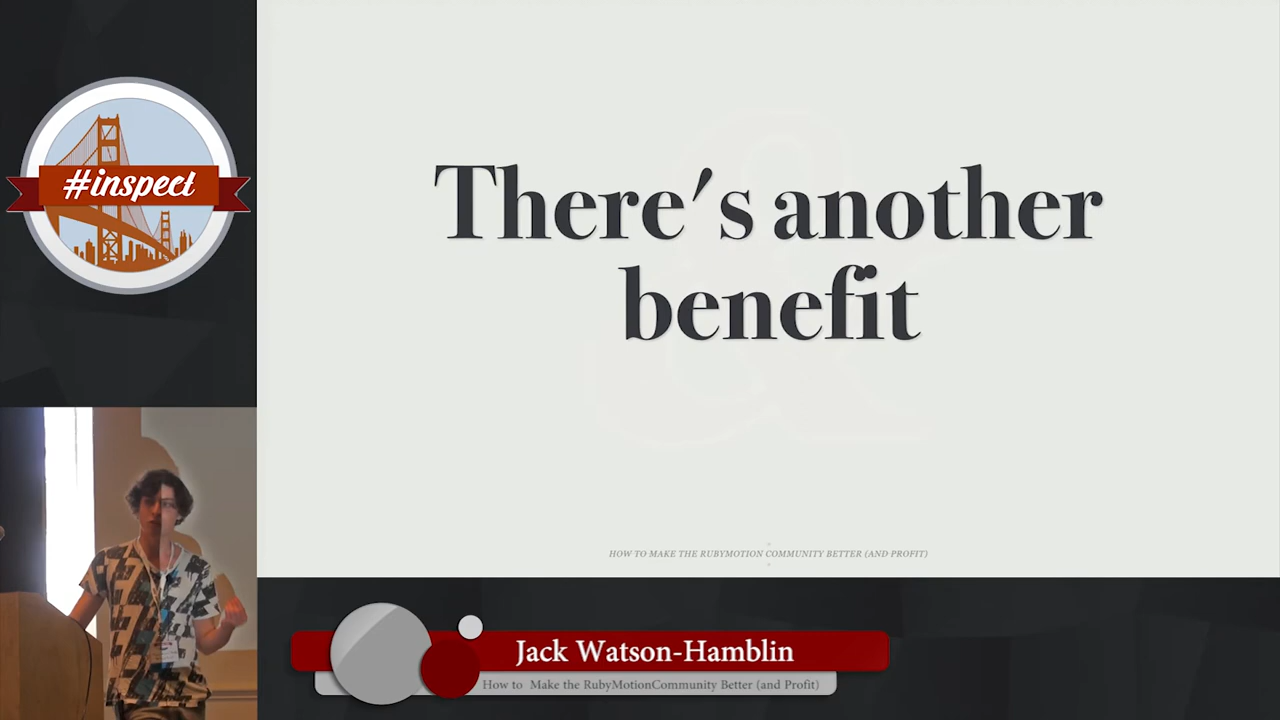 #inspect
There's another
benefit
HOW TO MAKE THE RUBYMOTION COMMUNITY BETTER (AND PROFIT)
Jack Watson-Hamblin
How to Make the RubyMotionCommunity Better (and Profit)